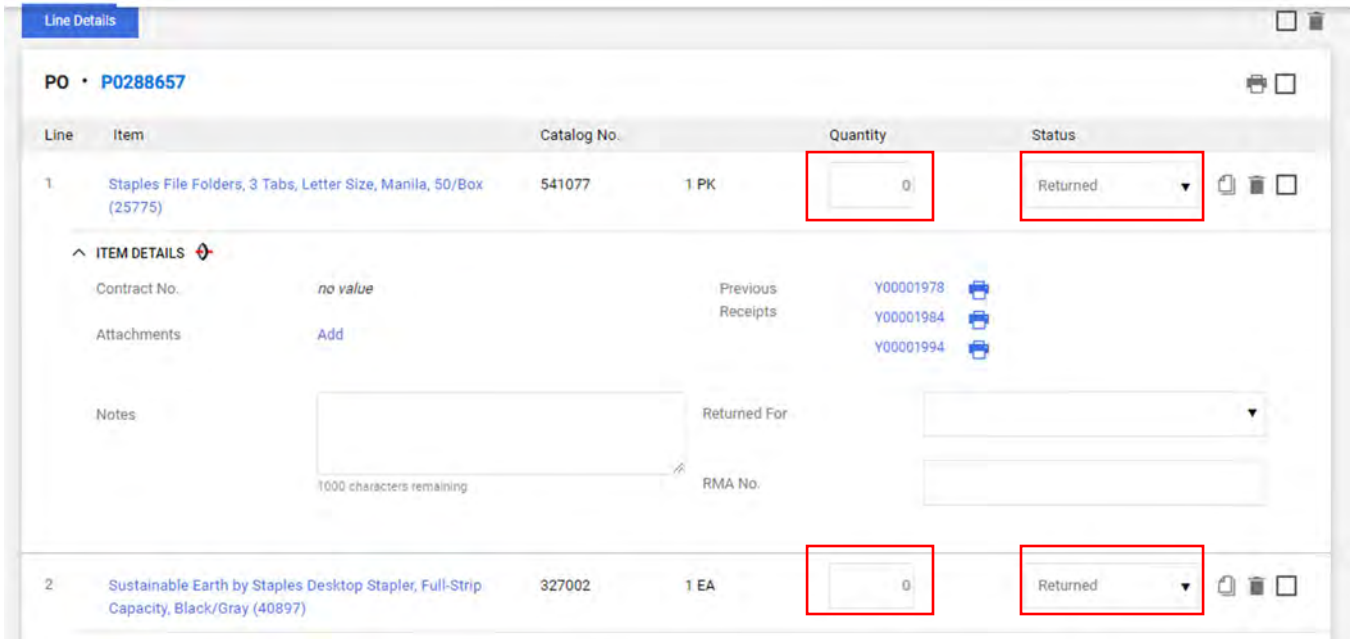 Line Details
PO · P0288657
Line Item Catalog No. Quantity Status
1 Staples File Folders, 3 Tabs, Letter Size, Manila, 50/Box 541077 1 PK 0 Returned
(25775)
ITEM DETAILS
Contract No. no value Previous Y00001978
Receipts Y00001984
Attachments Add
Y00001994
Notes Returned For
1000 characters remaining RMA No.
2 Sustainable Earth by Staples Desktop Stapler, Full-Strip 327002 1 EA 0 Returned
Capacity, Black/Gray (40897)